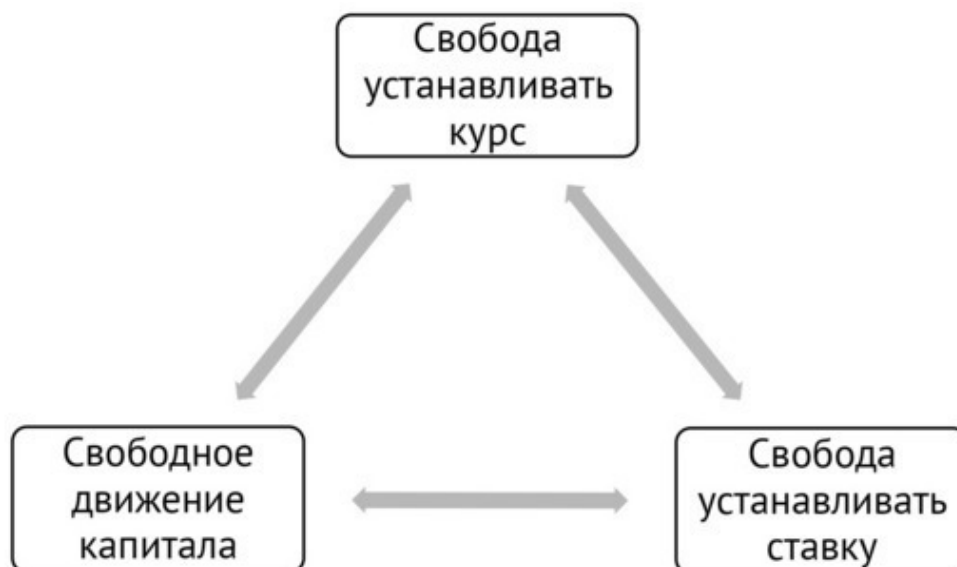 Свобода
устанавливать
курс
Свободное
движение
капитала
Свобода
устанавливать
ставку